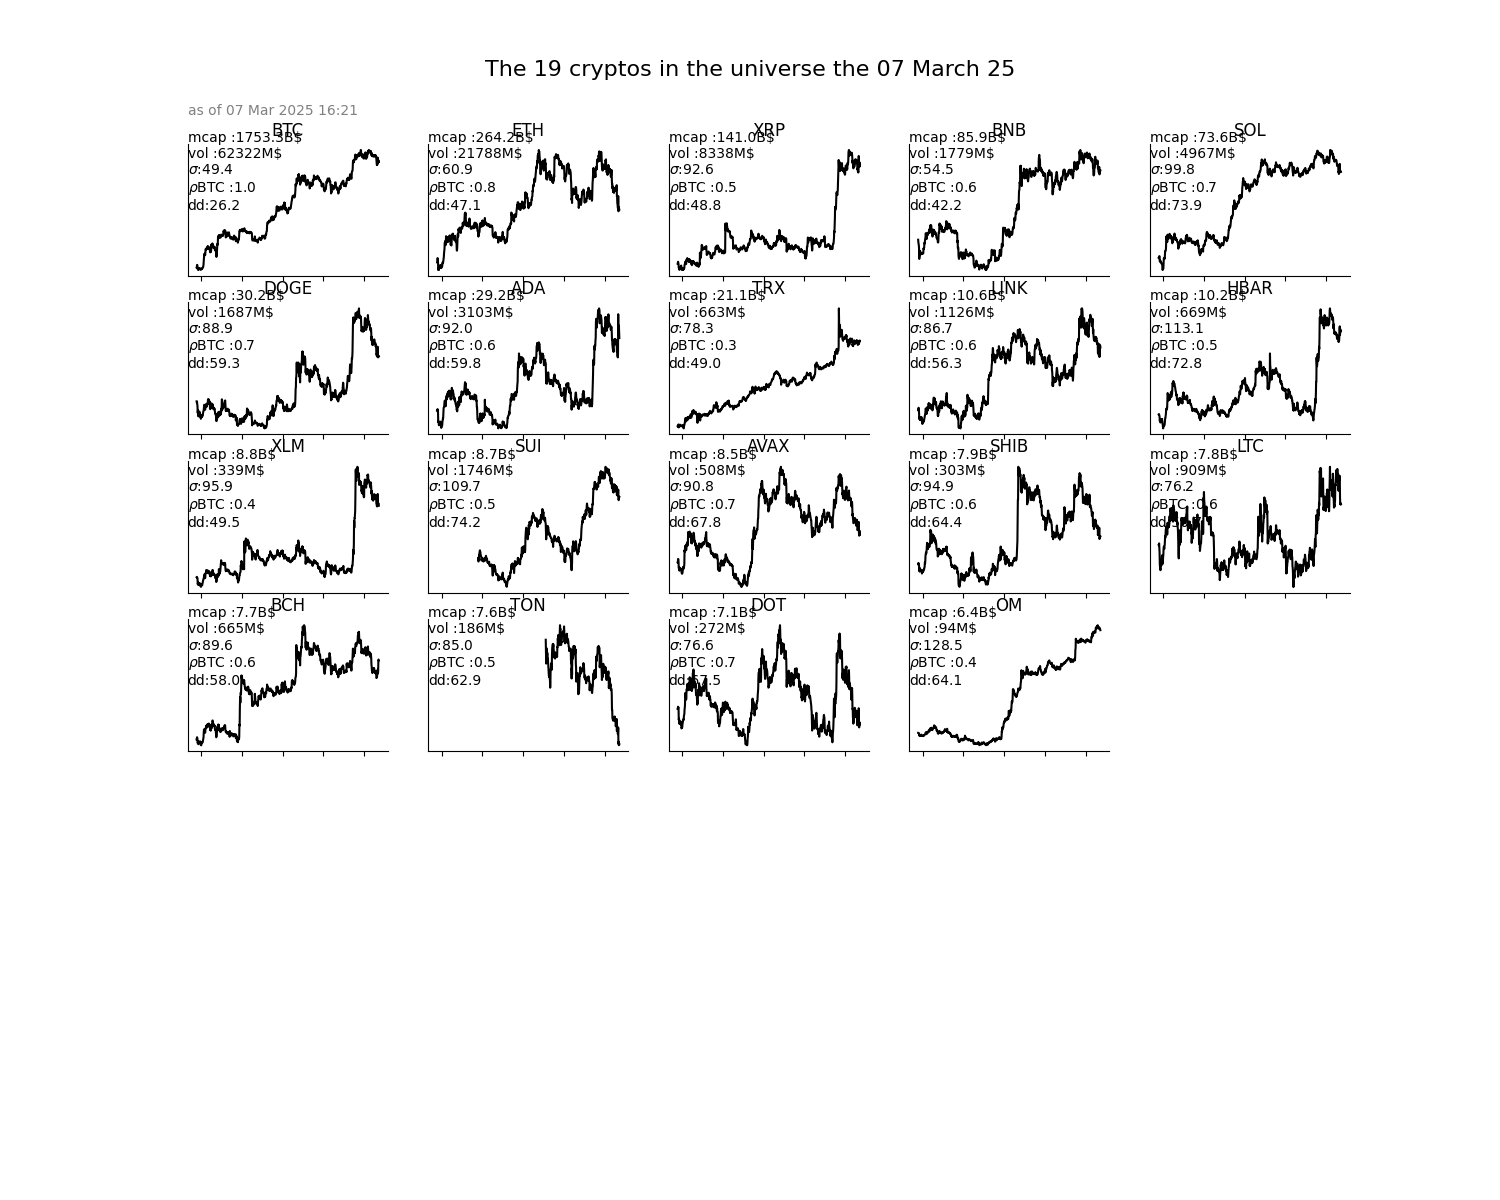 The 19 cryptos in the universe the 07 March 25
as of 07 Mar 2025 16:21
BTC
mcap :1753.3B$
vol :62322M$
σ:49.4
ρBTC :1.0
dd:26.2
ETH
mcap :264.2B$
vol :21788M$
σ:60.9
ρBTC :0.8
dd:47.1
XRP
mcap :141.0B$
vol :8338M$
σ:92.6
ρBTC :0.5
dd:48.8
BNB
mcap :85.9B$
vol :1779M$
σ:54.5
ρBTC :0.6
dd:42.2
SOL
mcap :73.6B$
vol :4967M$
σ:99.8
ρBTC :0.7
dd:73.9
DOGE
mcap :30.2B$
vol :1687M$
σ:88.9
ρBTC :0.7
dd:59.3
ADA
mcap :29.2B$
vol :3103M$
σ:92.0
ρBTC :0.6
dd:59.8
TRX
mcap :21.1B$
vol :663M$
σ:78.3
ρBTC :0.3
dd:49.0
LINK
mcap :10.6B$
vol :1126M$
σ:86.7
ρBTC :0.6
dd:56.3
HBAR
mcap :10.2B$
vol :669M$
σ:113.1
ρBTC :0.5
dd:72.8
XLM
mcap :8.8B$
vol :339M$
σ:95.9
ρBTC :0.4
dd:49.5
SUI
mcap :8.7B$
vol :1746M$
σ:109.7
ρBTC :0.5
dd:74.2
AVAX
mcap :8.5B$
vol :508M$
σ:90.8
ρBTC :0.7
dd:67.8
SHIB
mcap :7.9B$
vol :303M$
σ:94.9
ρBTC :0.6
dd:64.4
LTC
mcap :7.8B$
vol :909M$
σ:76.2
ρBTC :0.6
BCH
mcap :7.7B$
vol :665M$
σ:89.6
ρBTC :0.6
dd:58.0
TON
mcap :7.6B$
vol :186M$
σ:85.0
ρBTC :0.5
dd:62.9
DOT
mcap :7.1B$
vol :272M$
σ:76.6
ρBTC :0.7
dd:67.5
OM
mcap :6.4B$
vol :94M$
σ:128.5
ρBTC :0.4
dd:64.1